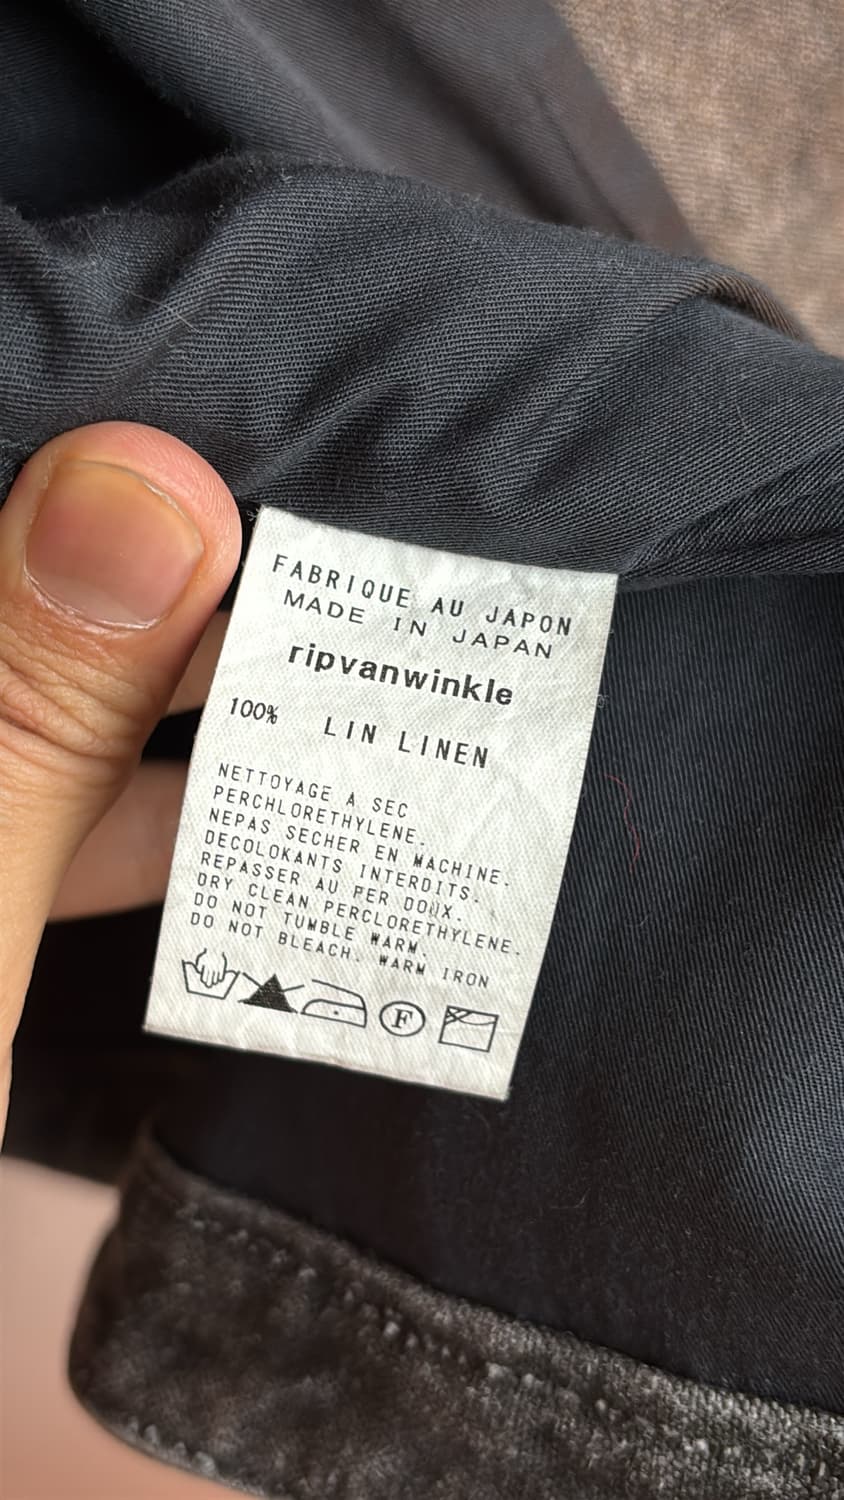 FABRIQUE AU JAPON
MADE IN JAPAN
ripvanwinkle
100% LIN LINEN
NETTOYAGE A SEC
PERCHLORETHYLENE.
NEPAS SECHER EN MACHINE.
DECOLOKANTS INTERDITS.
REPASSER AU PER DOUX.
DRY CLEAN PERCLORETHYLENE.
DO NOT TUMBLE WARM.
DO NOT BLEACH. WARM IRON
F